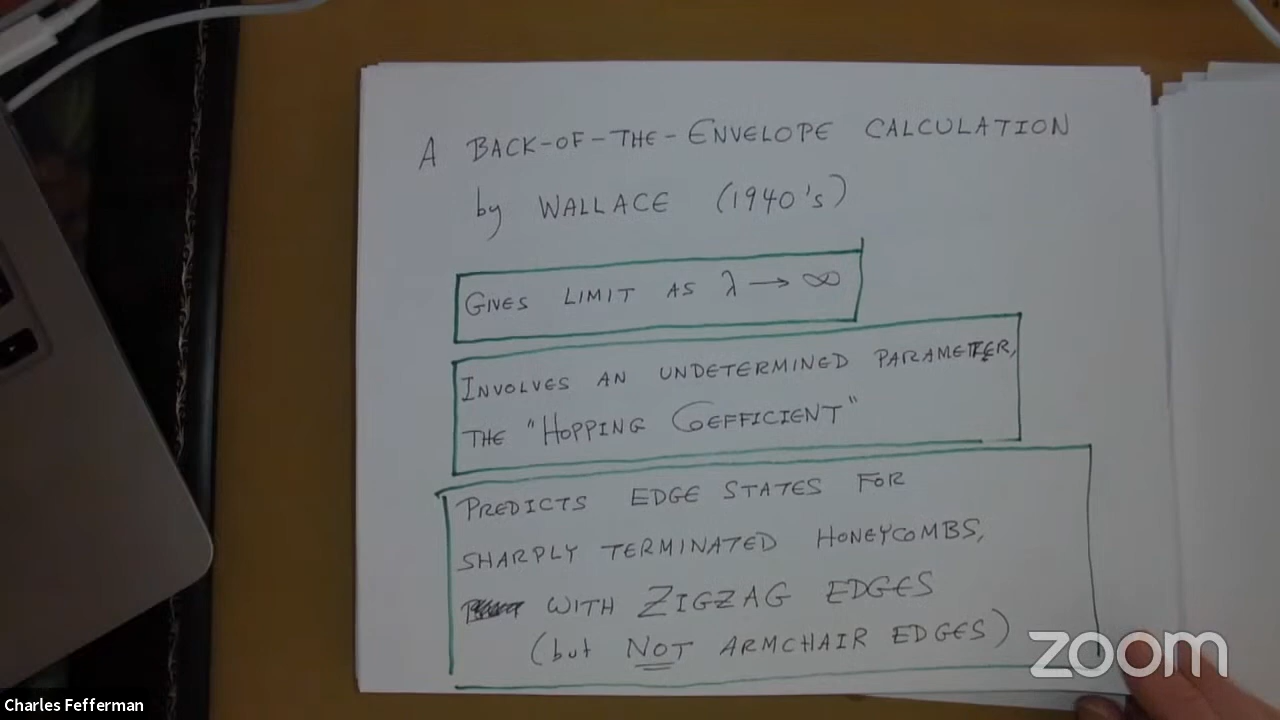 A BACK-OF-THE-ENVELOPE CALCULATION
by WALLACE (1940's)
GIVES LIMIT AS λ → ∞
INVOLVES AN UNDETERMINED PARAMETER,
THE "HOPPING COEFFICIENT"
PREDICTS EDGE STATES FOR
SHARPLY TERMINATED HONEYCOMBS,
WITH ZIGZAG EDGES
(but NOT ARMCHAIR EDGES)
zoom
Charles Fefferman